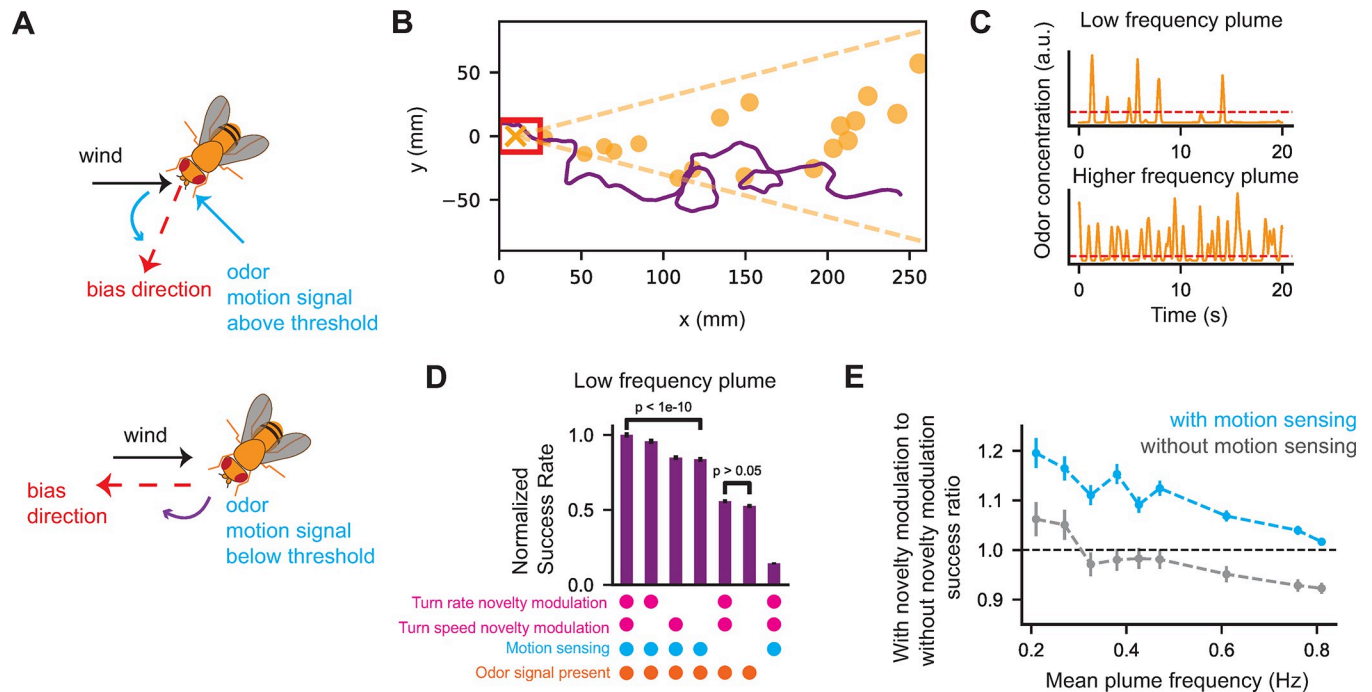 A
wind
bias direction
odor
motion signal
above threshold
wind
bias
direction
odor
motion signal
below threshold
B
y (mm)
50
0
−50
0
50
100
150
200
250
x (mm)
C
Low frequency plume
Odor concentration (a.u.)
0
10
20
Higher frequency plume
0
10
20
Time (s)
D
Low frequency plume
p < 1e-10
p > 0.05
Normalized
Success Rate
1.0
0.5
0.0
Turn rate novelty modulation
Turn speed novelty modulation
Motion sensing
Odor signal present
E
with motion sensing
without motion sensing
With novelty modulation to
without novelty modulation
success ratio
1.2
1.1
1.0
0.9
0.2
0.4
0.6
0.8
Mean plume frequency (Hz)